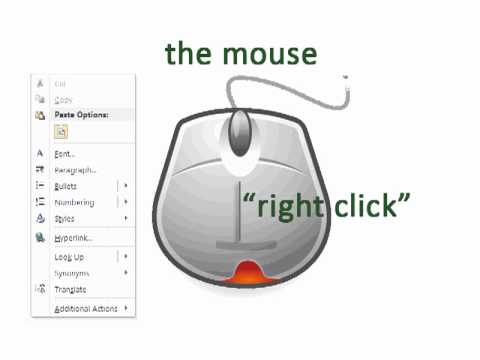 the mouse
Cut
Copy
Paste Options:
Font...
Paragraph...
Bullets
Numbering
Styles
Hyperlink...
Look Up
Synonyms
Translate
Additional Actions
“right click”